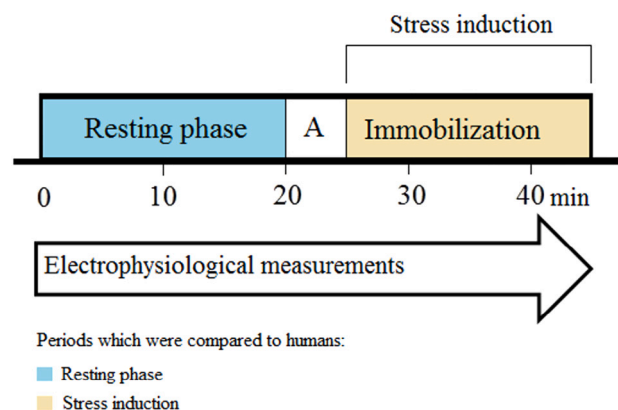 Stress induction
Resting phase A Immobilization
0 10 20 30 40 min
Electrophysiological measurements
Periods which were compared to humans:
Resting phase
Stress induction